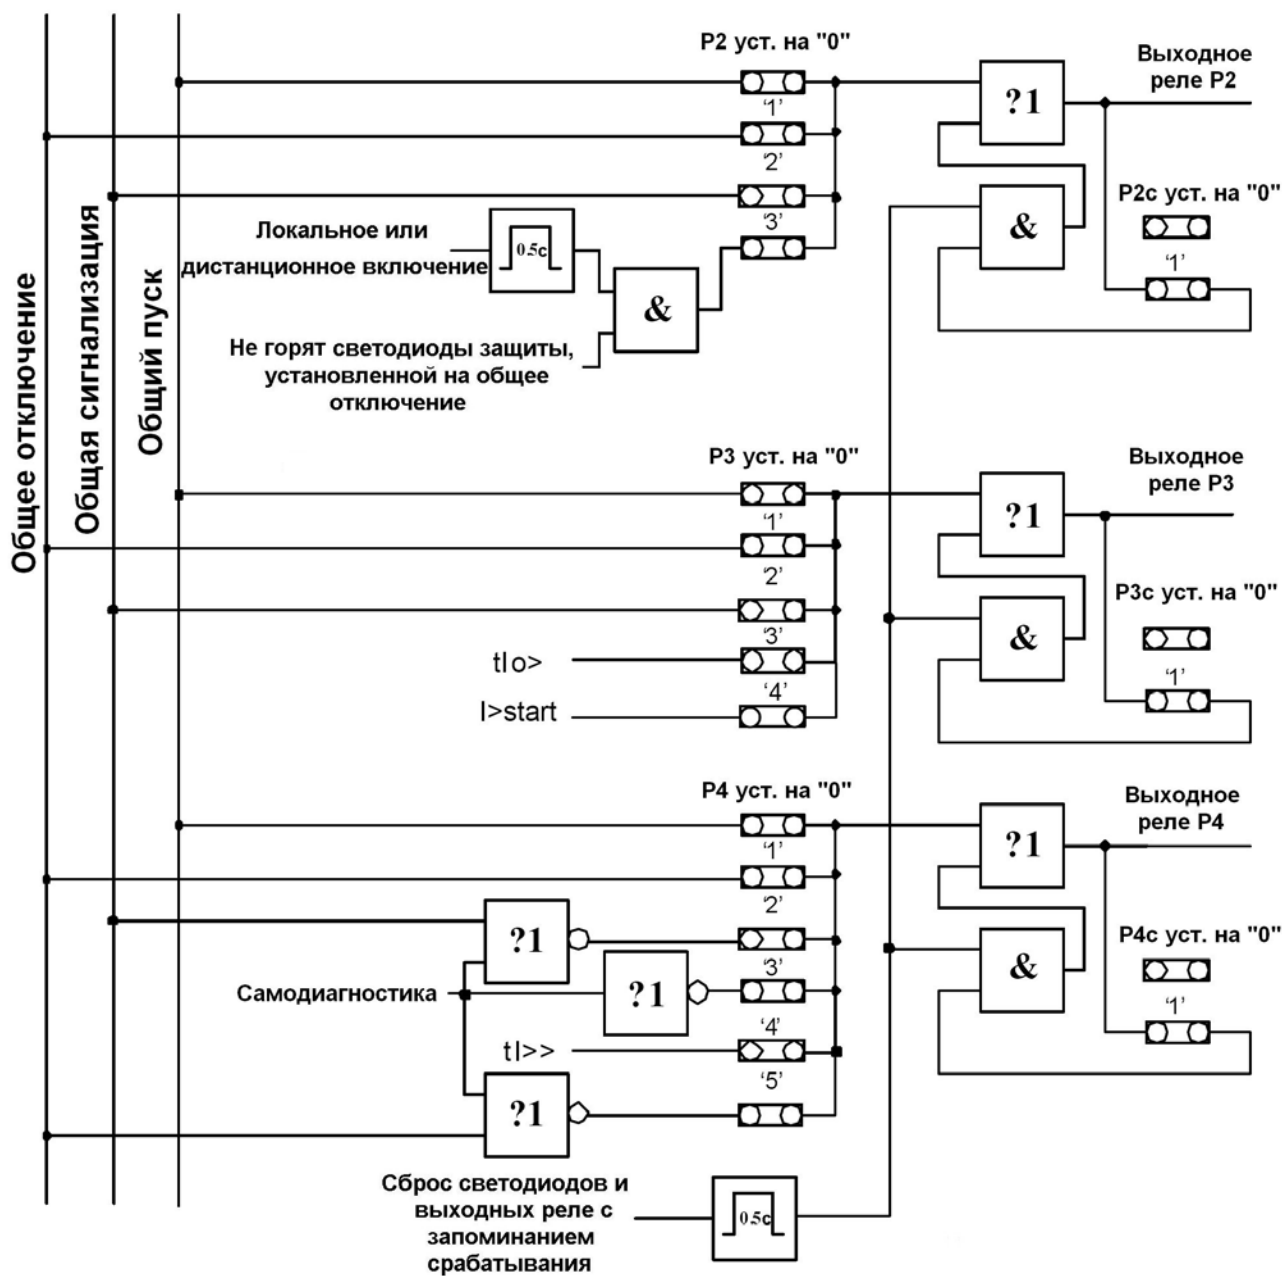 Общее отключение
Общая сигнализация
Общий пуск
Р2 уст. на "0"
'1'
'2'
'3'
Локальное или
дистанционное включение
0.5с
&
Не горят светодиоды защиты,
установленной на общее
отключение
?1
&
Выходное
реле Р2
Р2с уст. на "0"
'1'
Р3 уст. на "0"
'1'
'2'
'3'
'4'
tIo>
I>start
?1
&
Выходное
реле Р3
Р3с уст. на "0"
'1'
Р4 уст. на "0"
'1'
'2'
'3'
'4'
'5'
?1
Самодиагностика
?1
tI>>
?1
?1
&
Выходное
реле Р4
Р4с уст. на "0"
'1'
Сброс светодиодов и
выходных реле с
запоминанием
срабатывания
0.5с